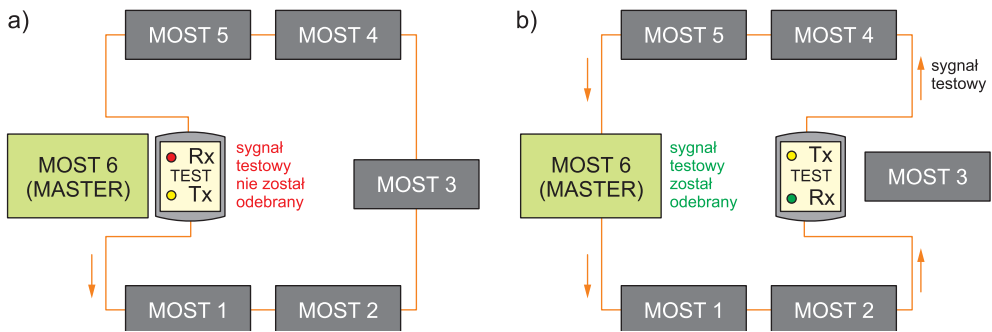 a)
MOST 5
MOST 4
MOST 6
(MASTER)
Rx
TEST
Tx
sygnał
testowy
nie został
odebrany
MOST 3
MOST 1
MOST 2
b)
MOST 5
MOST 4
sygnał
testowy
MOST 6
(MASTER)
sygnał
testowy
został
odebrany
Tx
TEST
Rx
MOST 3
MOST 1
MOST 2